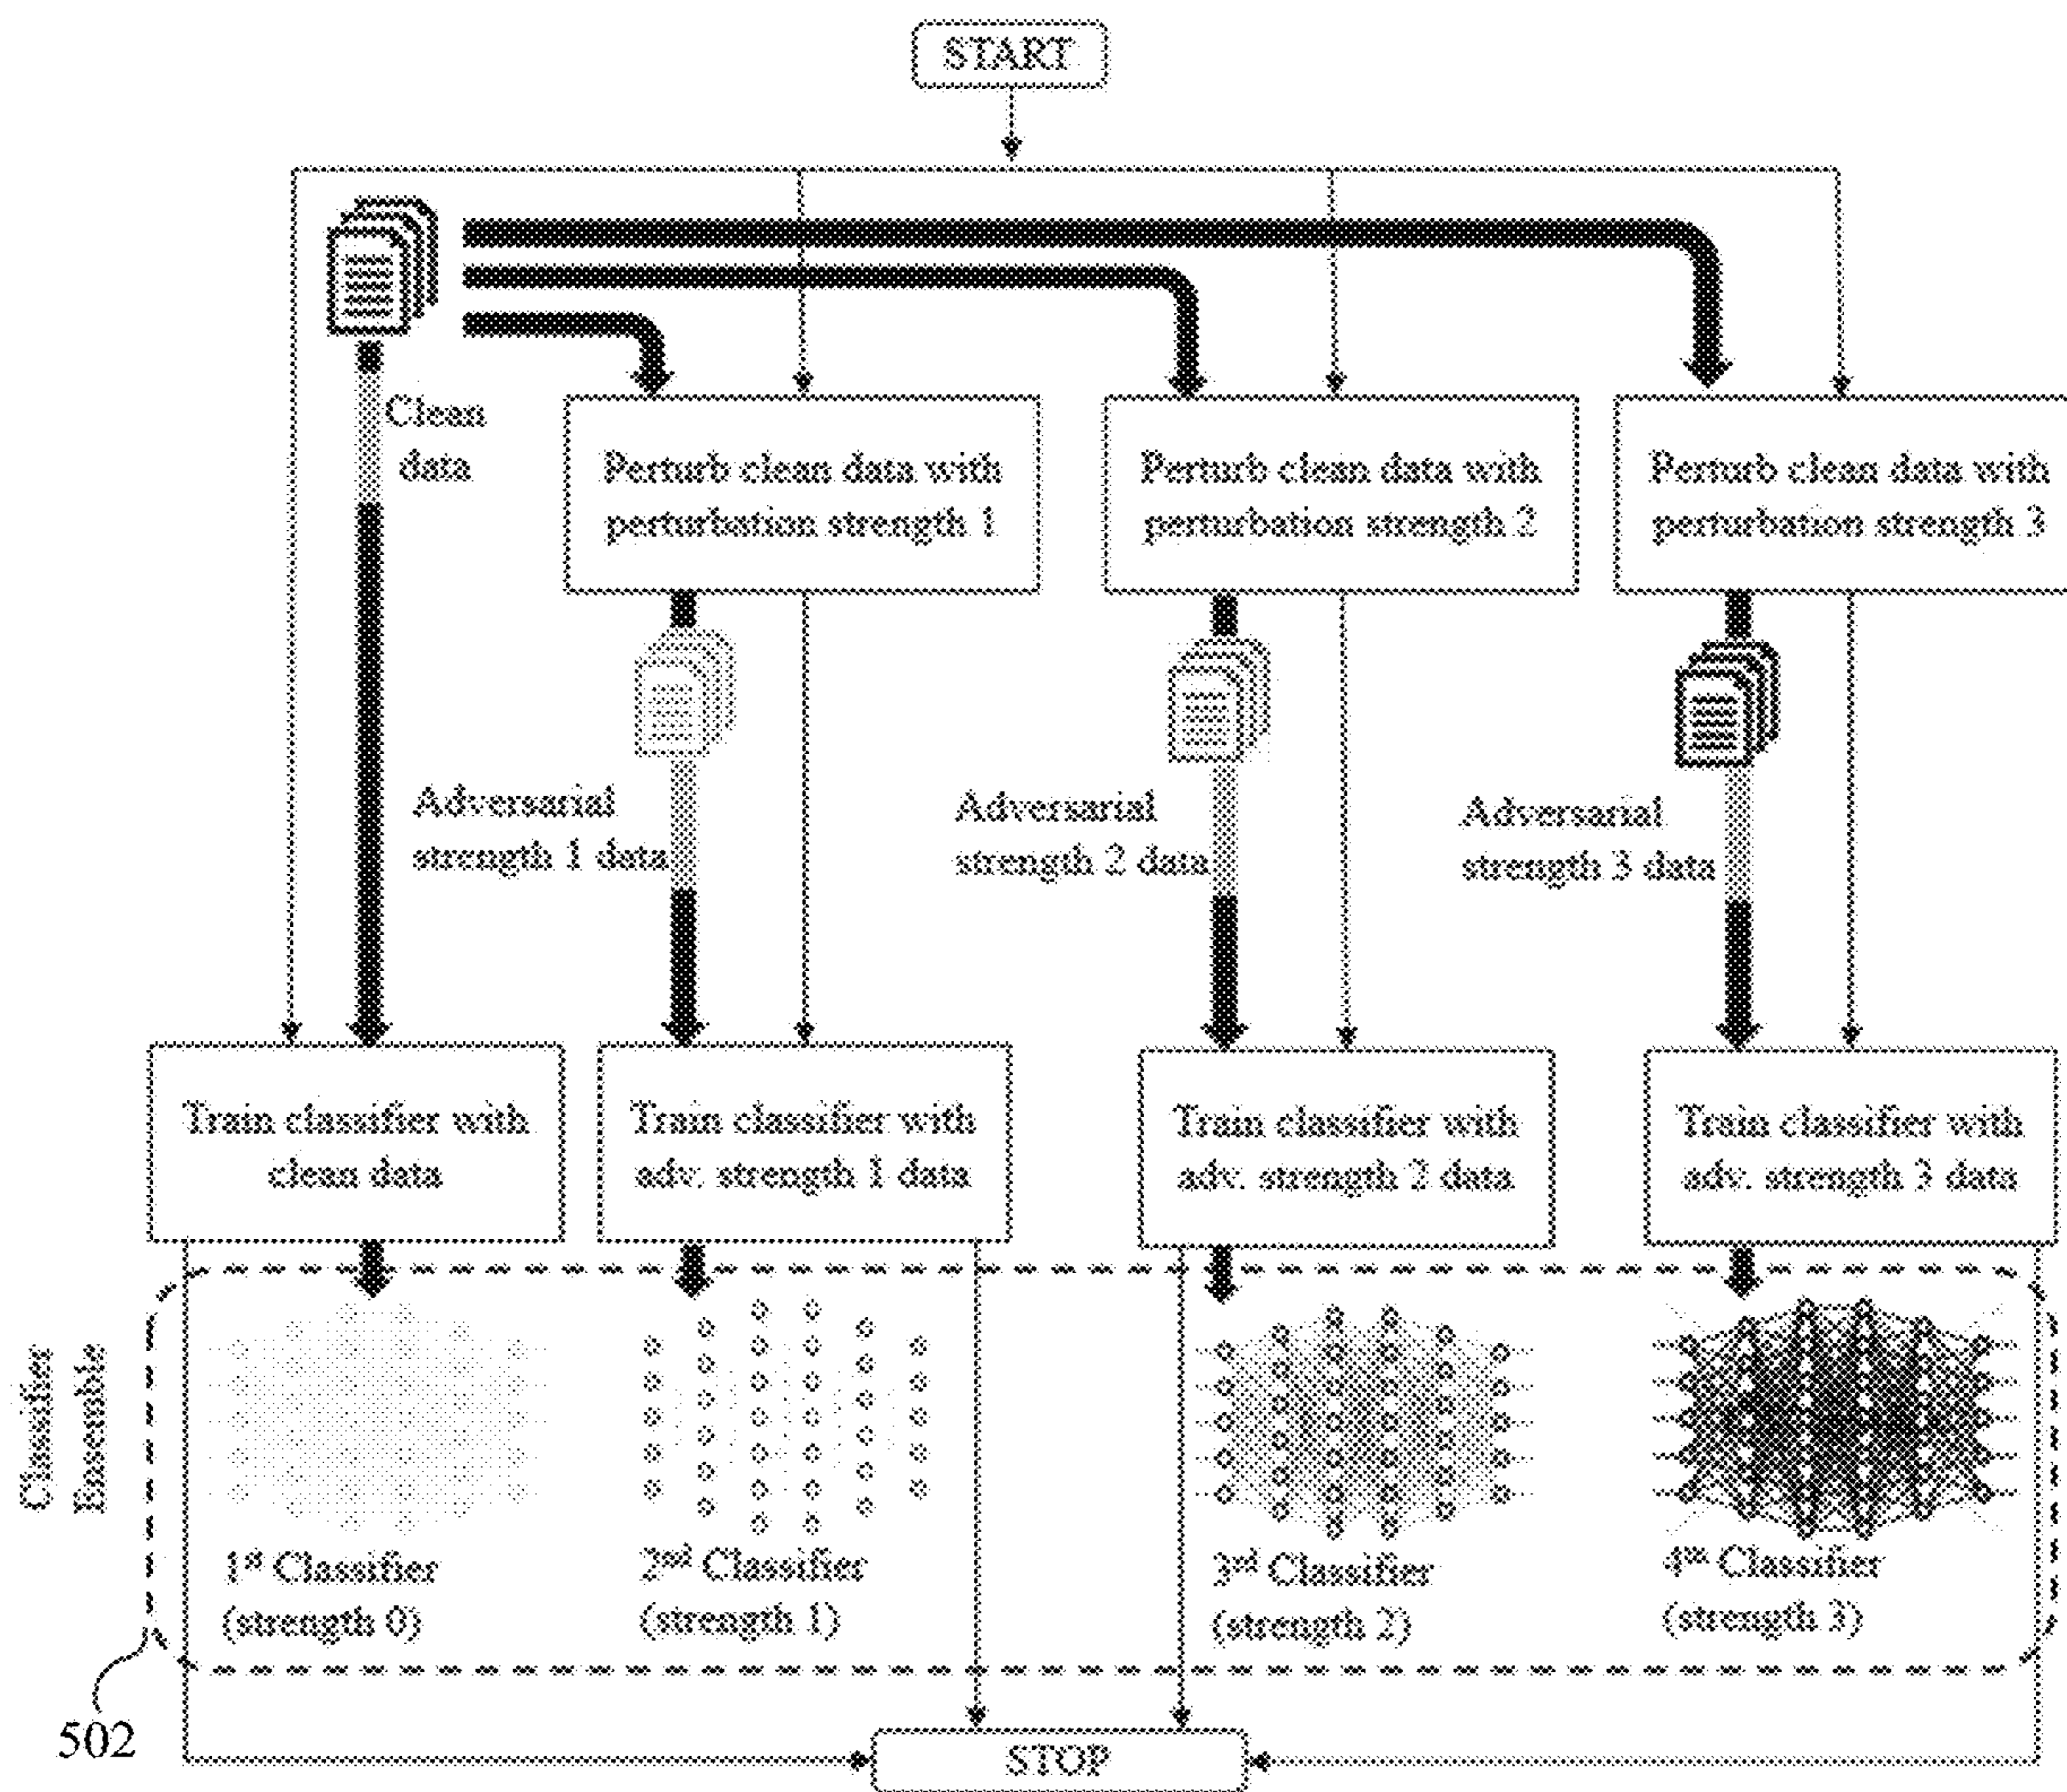 START
Clean
data
Perturb clean data with
perturbation strength 1
Perturb clean data with
perturbation strength 2
Perturb clean data with
perturbation strength 3
Adversarial
strength 1 data
Adversarial
strength 2 data
Adversarial
strength 3 data
Train classifier with
clean data
Train classifier with
adv. strength 1 data
Train classifier with
adv. strength 2 data
Train classifier with
adv. strength 3 data
Classifier
Ensemble
1st Classifier
(strength 0)
2nd Classifier
(strength 1)
3rd Classifier
(strength 2)
4th Classifier
(strength 3)
502
STOP